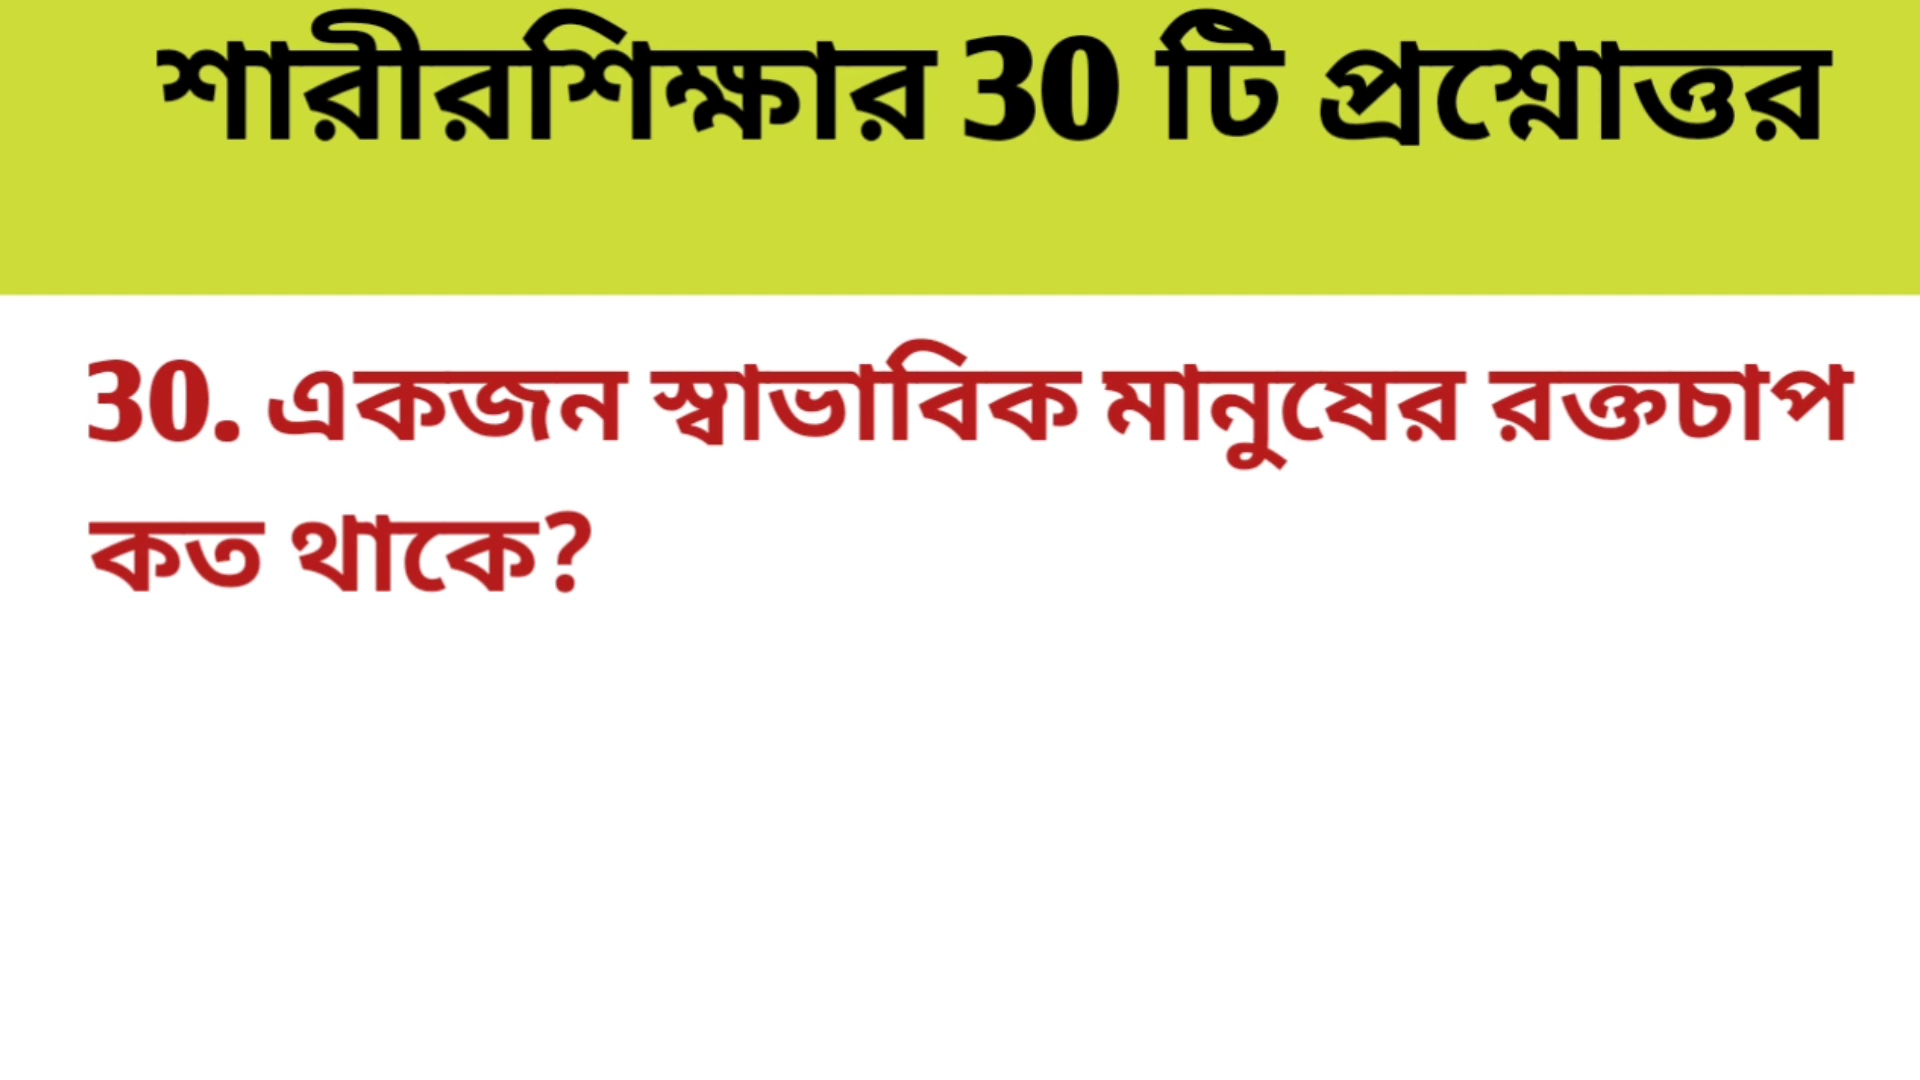 শারীরশিক্ষার 30 টি প্রশ্নোত্তর
30. একজন স্বাভাবিক মানুষের রক্তচাপ
কত থাকে?